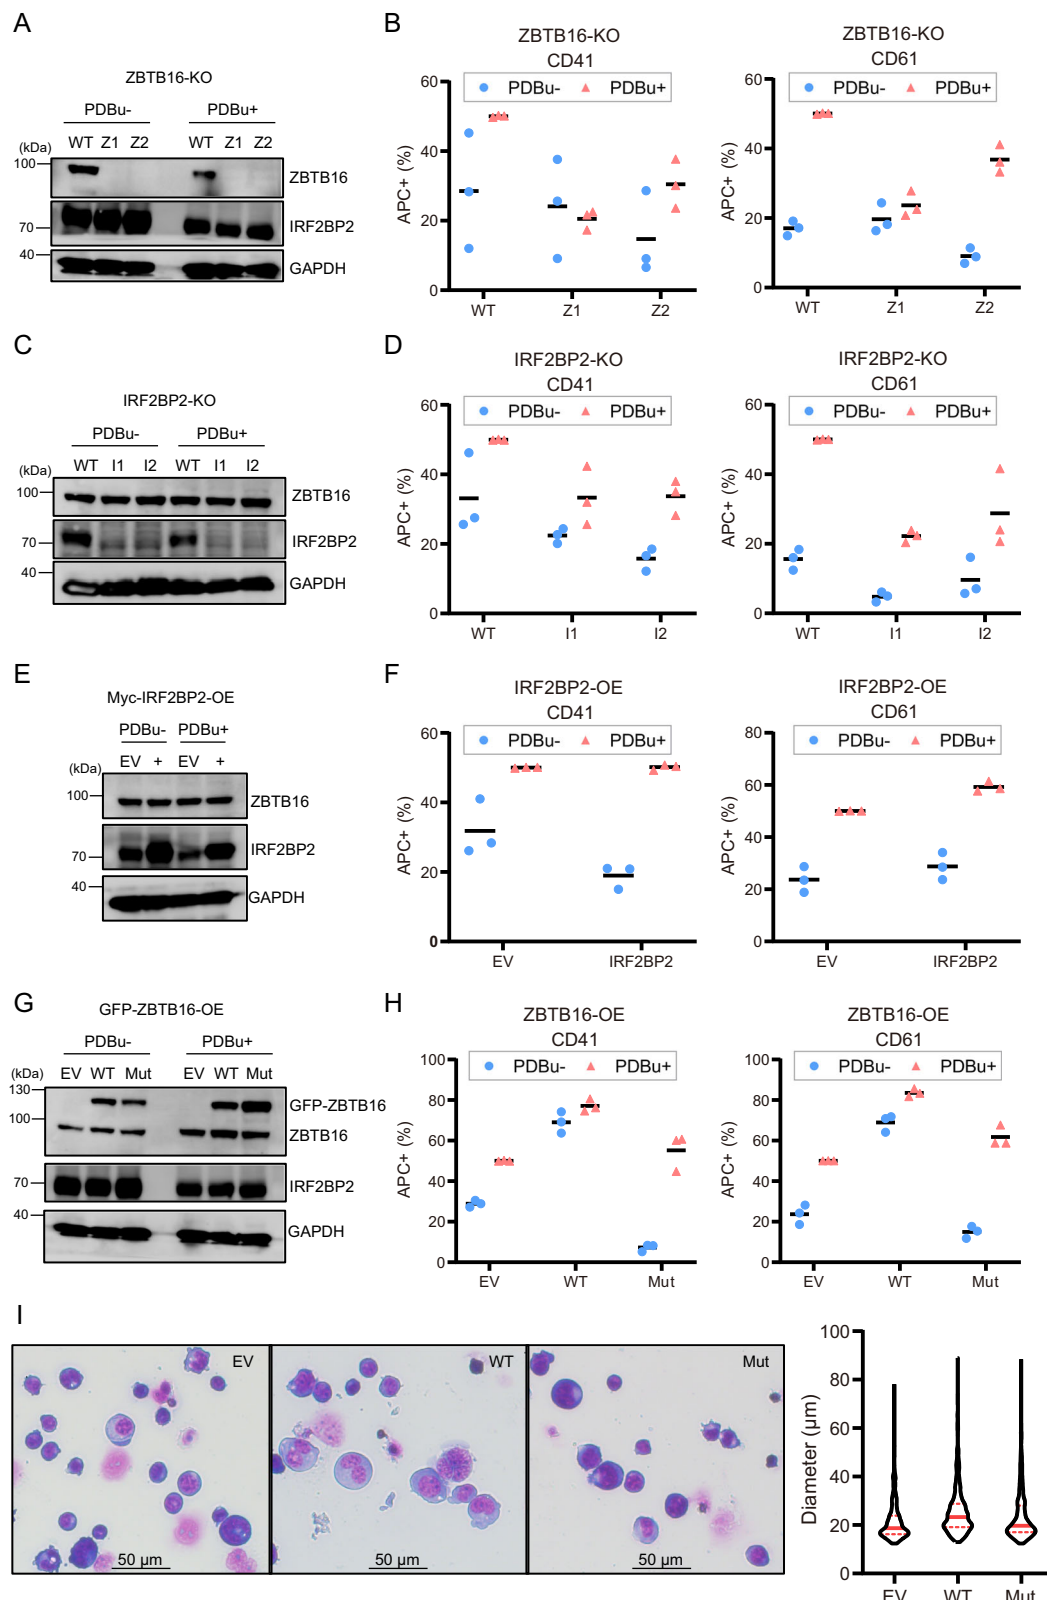 A
ZBTB16-KO
PDBu- PDBu+
(kDa) WT Z1 Z2 WT Z1 Z2
100 ZBTB16
70 IRF2BP2
40 GAPDH
B
ZBTB16-KO
CD41
PDBu- PDBu+
APC+ (%)
60
40
20
0
WT Z1 Z2
ZBTB16-KO
CD61
PDBu- PDBu+
APC+ (%)
60
40
20
0
WT Z1 Z2
C
IRF2BP2-KO
PDBu- PDBu+
(kDa) WT I1 I2 WT I1 I2
100 ZBTB16
70 IRF2BP2
40 GAPDH
D
IRF2BP2-KO
CD41
PDBu- PDBu+
APC+ (%)
60
40
20
0
WT I1 I2
IRF2BP2-KO
CD61
PDBu- PDBu+
APC+ (%)
60
40
20
0
WT I1 I2
E
Myc-IRF2BP2-OE
PDBu- PDBu+
(kDa) EV + EV +
100 ZBTB16
70 IRF2BP2
40 GAPDH
F
IRF2BP2-OE
CD41
PDBu- PDBu+
APC+ (%)
60
40
20
0
EV IRF2BP2
IRF2BP2-OE
CD61
PDBu- PDBu+
APC+ (%)
80
60
40
20
0
EV IRF2BP2
G
GFP-ZBTB16-OE
PDBu- PDBu+
(kDa) EV WT Mut EV WT Mut
130 GFP-ZBTB16
100 ZBTB16
70 IRF2BP2
40 GAPDH
H
ZBTB16-OE
CD41
PDBu- PDBu+
APC+ (%)
100
80
60
40
20
0
EV WT Mut
ZBTB16-OE
CD61
PDBu- PDBu+
APC+ (%)
100
80
60
40
20
0
EV WT Mut
I
EV WT Mut
50 µm 50 µm 50 µm
Diameter (µm)
100
80
60
40
20
0
EV WT Mut